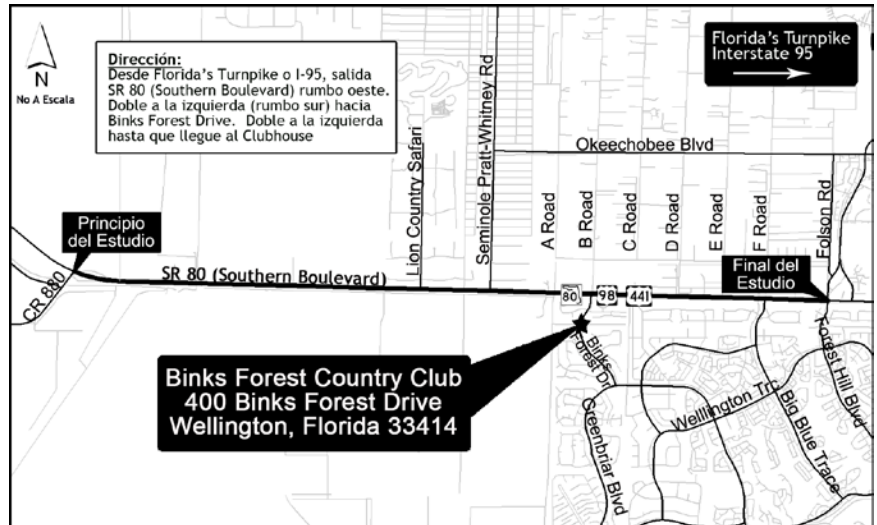 N
No A Escala
Dirección:
Desde Florida's Turnpike o I-95, salida
SR 80 (Southern Boulevard) rumbo oeste.
Doble a la izquierda (rumbo sur) hacia
Binks Forest Drive.  Doble a la izquierda
hasta que llegue al Clubhouse
Florida's Turnpike
Interstate 95
Okeechobee Blvd
Lion Country Safari
Seminole Pratt-Whitney Rd
A Road
B Road
C Road
D Road
E Road
F Road
Folson Rd
Principio
del Estudio
CR 880
SR 80 (Southern Boulevard)
80
98
441
Final del
Estudio
Binks Forest Country Club
400 Binks Forest Drive
Wellington, Florida 33414
Binks
Forest Dr
Greenbriar Blvd
Welllington Trc
Big Blue Trace
Forest Hill Blvd